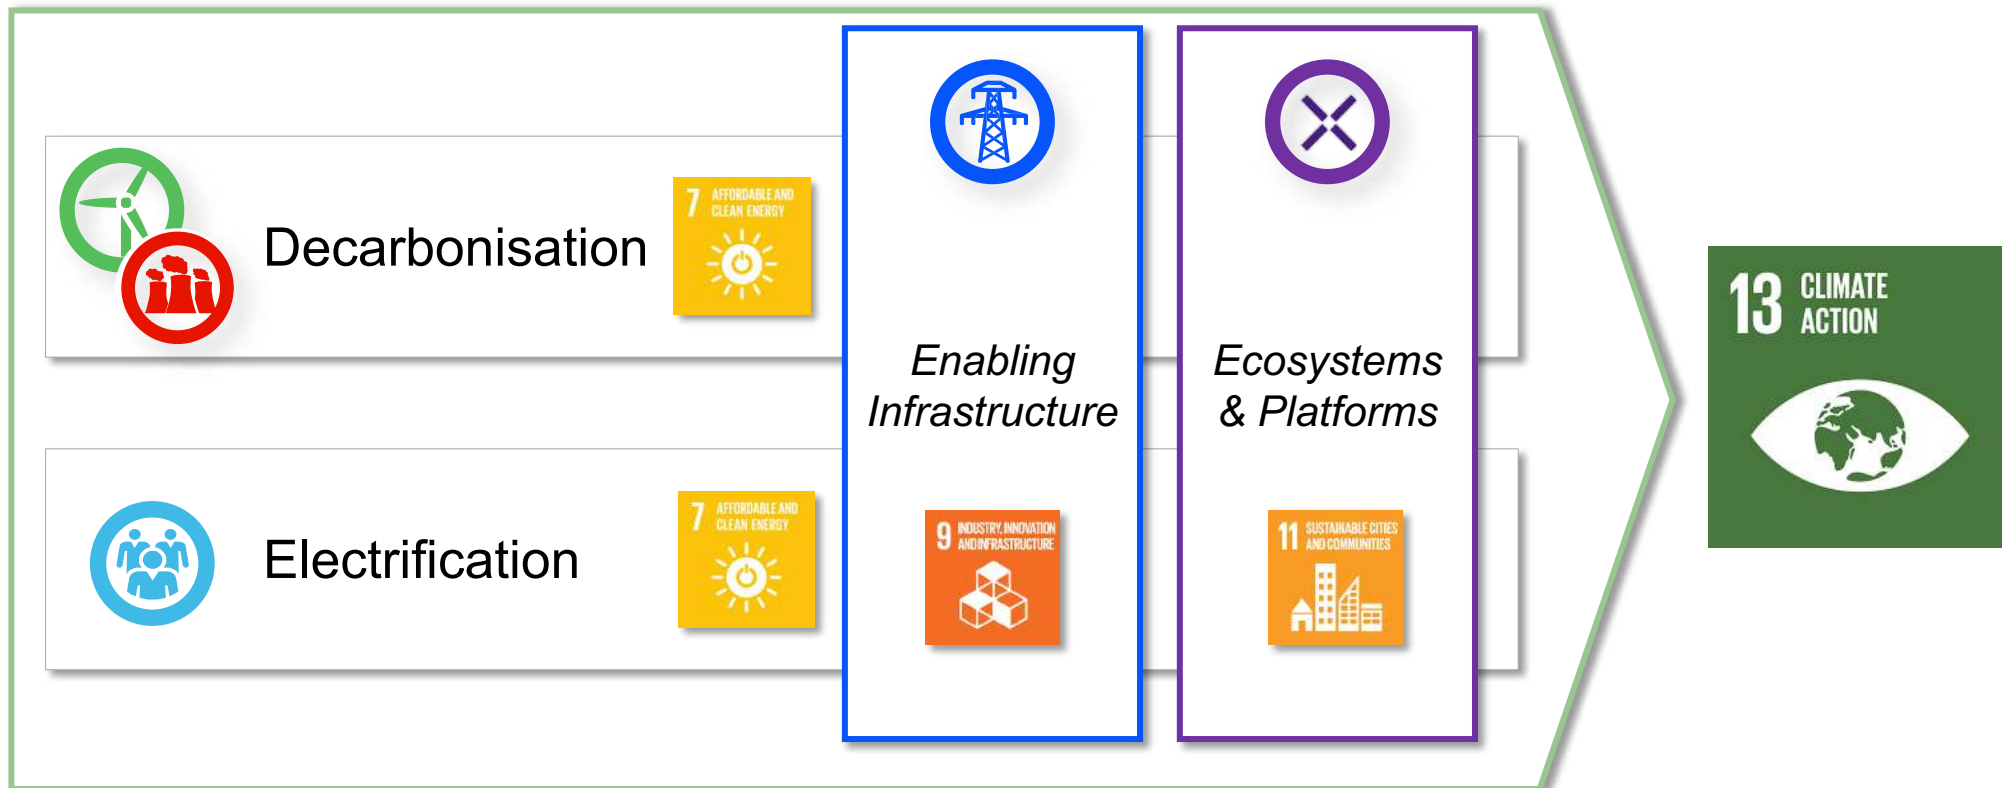 Decarbonisation
7 AFFORDABLE AND
CLEAN ENERGY
Electrification
7 AFFORDABLE AND
CLEAN ENERGY
Enabling
Infrastructure
9 INDUSTRY, INNOVATION
AND INFRASTRUCTURE
Ecosystems
& Platforms
11 SUSTAINABLE CITIES
AND COMMUNITIES
13 CLIMATE
ACTION